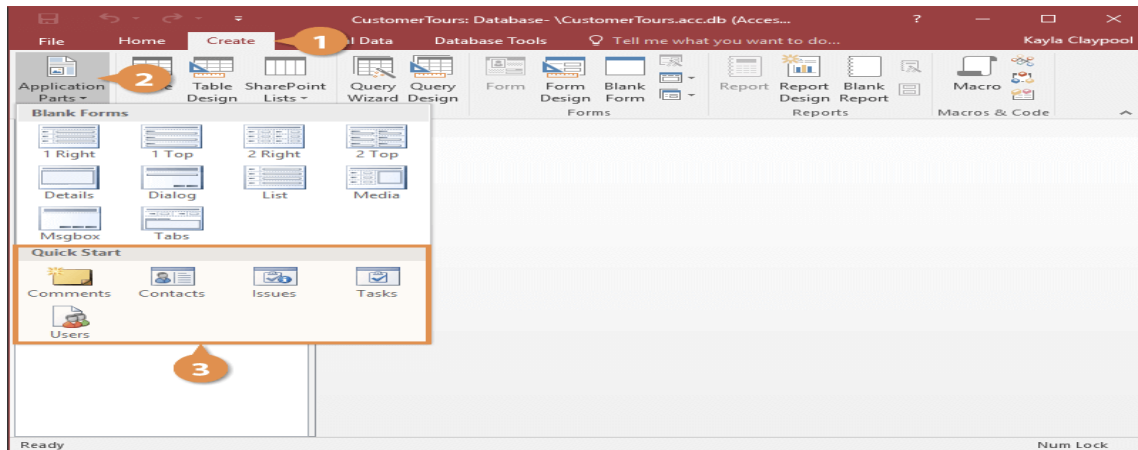 CustomerTours: Database- \CustomerTours.acc.db (Acces... ?
File Home Create 1 l Data Database Tools Tell me what you want to do... Kayla Claypool
2
Application Parts
Table Design
SharePoint Lists
Query Wizard
Query Design
Form
Form Design
Blank Form
Report
Report Design
Blank Report
Macro
Forms Reports Macros & Code
Blank Forms
1 Right 1 Top 2 Right 2 Top
Details Dialog List Media
Msgbox Tabs
Quick Start
Comments Contacts Issues Tasks
Users
3
Ready Num Lock